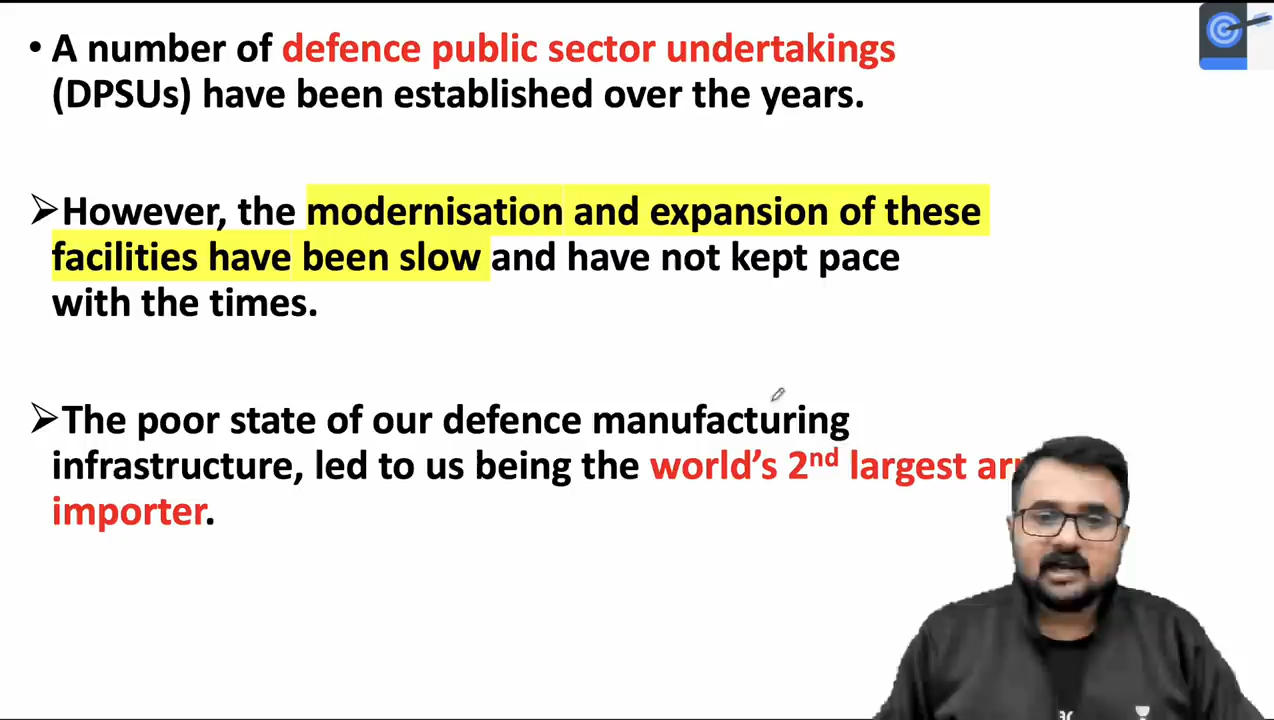 • A number of defence public sector undertakings
(DPSUs) have been established over the years.
➢However, the modernisation and expansion of these
facilities have been slow and have not kept pace
with the times.
➢The poor state of our defence manufacturing
infrastructure, led to us being the world’s 2nd largest
importer.